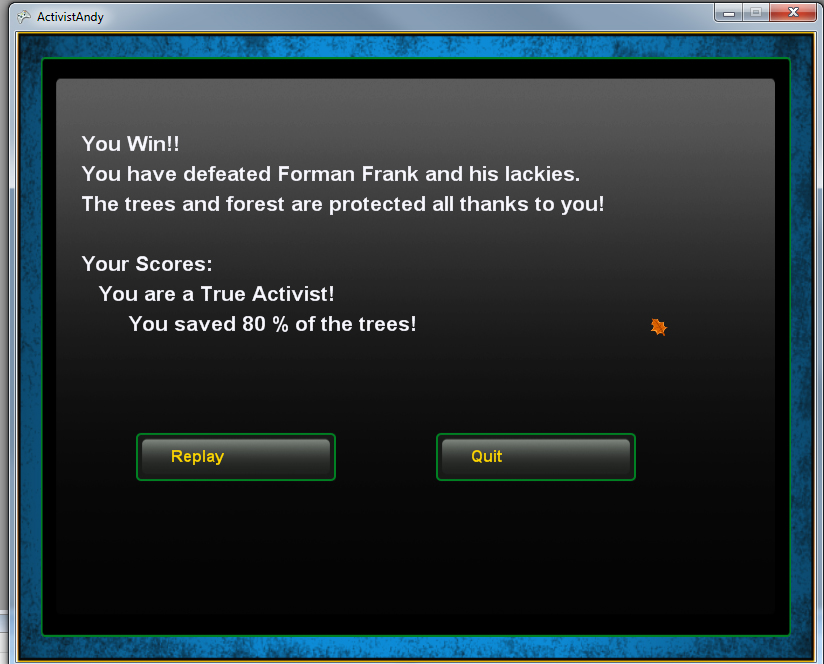 ActivistAndy
You Win!!
You have defeated Forman Frank and his lackies.
The trees and forest are protected all thanks to you!
Your Scores:
You are a True Activist!
You saved 80 % of the trees!
Replay
Quit